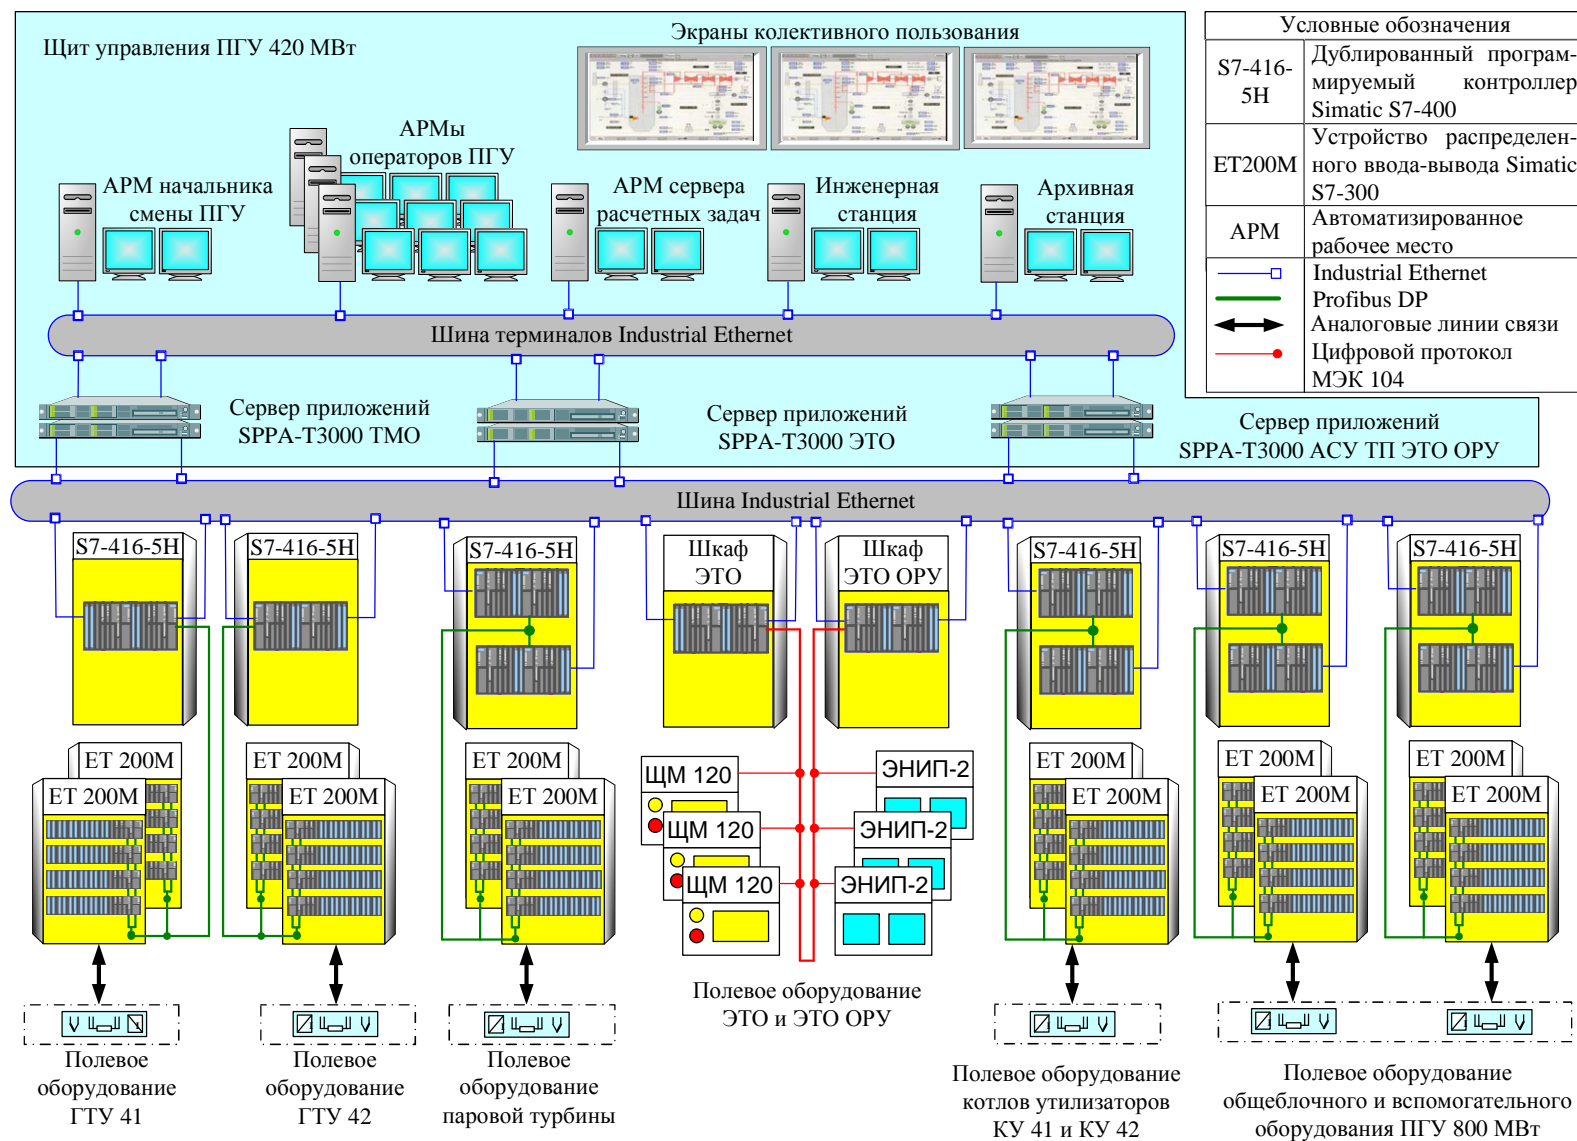 Щит управления ПГУ 420 МВт
Экраны колективного пользования
АРМ начальника
смены ПГУ
АРМы
операторов ПГУ
АРМ сервера
расчетных задач
Инженерная
станция
Архивная
станция
Условные обозначения
S7-416-
5H
Дублированный програм-
мируемый контроллер
Simatic S7-400
ET200M
Устройство распределен-
ного ввода-вывода Simatic
S7-300
АРМ
Автоматизированное
рабочее место
Industrial Ethernet
Profibus DP
Аналоговые линии связи
Цифровой протокол
МЭК 104
Шина терминалов Industrial Ethernet
Сервер приложений
SPPA-T3000 ТМО
Сервер приложений
SPPA-T3000 ЭТО
Сервер приложений
SPPA-T3000 АСУ ТП ЭТО ОРУ
Шина Industrial Ethernet
S7-416-5H
S7-416-5H
S7-416-5H
Шкаф
ЭТО
Шкаф
ЭТО ОРУ
S7-416-5H
S7-416-5H
S7-416-5H
ET 200M
ET 200M
ET 200M
ET 200M
ET 200M
ET 200M
ЩМ 120
ЩМ 120
ЩМ 120
ЭНИП-2
ЭНИП-2
ЭНИП-2
ET 200M
ET 200M
ET 200M
ET 200M
ET 200M
ET 200M
Полевое
оборудование
ГТУ 41
Полевое
оборудование
ГТУ 42
Полевое
оборудование
паровой турбины
Полевое оборудование
ЭТО и ЭТО ОРУ
Полевое оборудование
котлов утилизаторов
КУ 41 и КУ 42
Полевое оборудование
общеблочного и вспомогательного
оборудования ПГУ 800 МВт